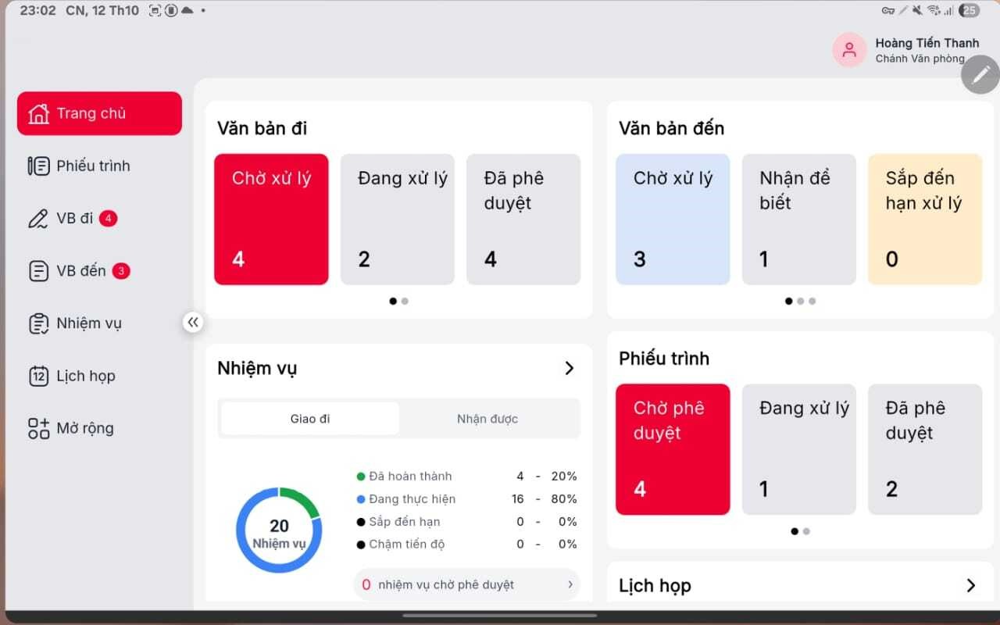 23:02 CN, 12 Th10
25
Hoàng Tiến Thanh
Chánh Văn phòng
Trang chủ
Phiếu trình
VB đi 4
VB đến 3
Nhiệm vụ
12 Lịch họp
Mở rộng
Văn bản đi
Chờ xử lý
4
Đang xử lý
2
Đã phê
duyệt
4
Văn bản đến
Chờ xử lý
3
Nhận để
biết
1
Sắp đến
hạn xử lý
0
Nhiệm vụ
Giao đi
Nhận được
20
Nhiệm vụ
Đã hoàn thành 4 - 20%
Đang thực hiện 16 - 80%
Sắp đến hạn 0 - 0%
Chậm tiến độ 0 - 0%
0 nhiệm vụ chờ phê duyệt
Phiếu trình
Chờ phê
duyệt
4
Đang xử lý
1
Đã phê
duyệt
2
Lịch họp